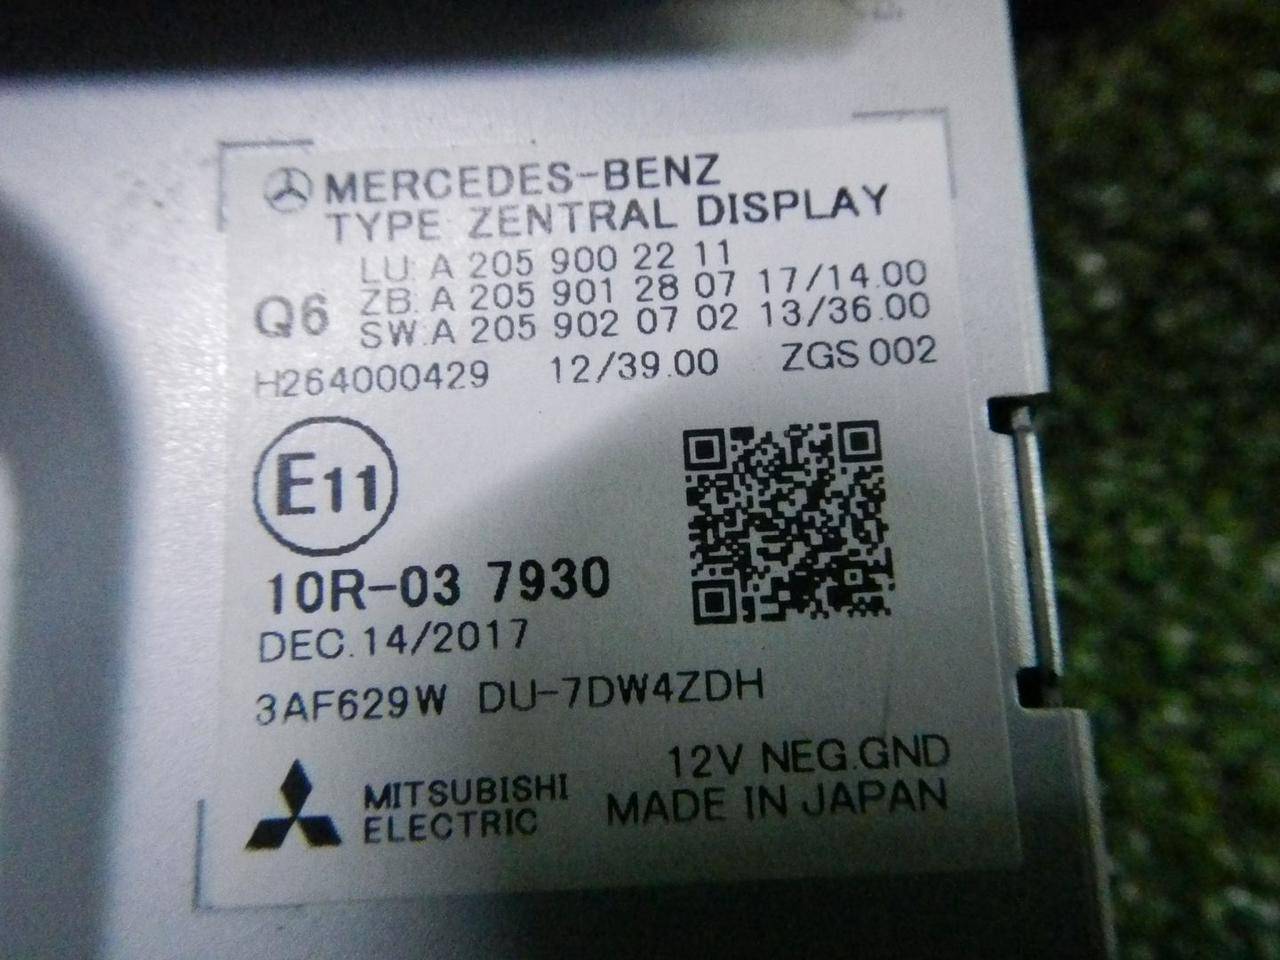 MERCEDES-BENZ
TYPE ZENTRAL DISPLAY
LU: A 205 900 22 11
ZB: A 205 901 28 07 17/14.00
Q6
SW:A 205 902 07 02 13/36.00
H264000429 12/39.00 ZGS 002
E11
10R-03 7930
DEC.14/2017
3AF629W DU-7DW4ZDH
12V NEG.GND
MITSUBISHI
ELECTRIC
MADE IN JAPAN